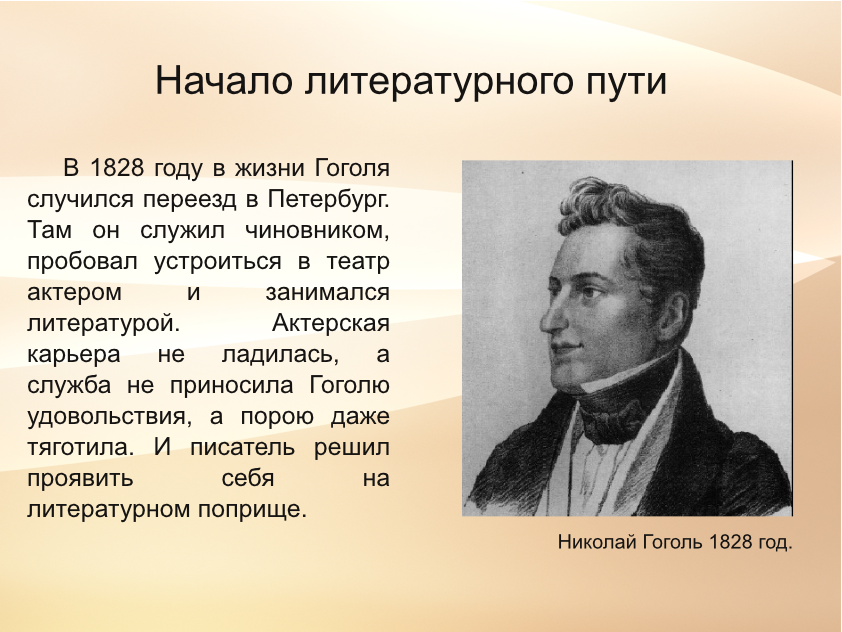 Начало литературного пути
В 1828 году в жизни Гоголя
случился переезд в Петербург.
Там он служил чиновником,
пробовал устроиться в театр
актером и занимался
литературой. Актерская
карьера не ладилась, а
служба не приносила Гоголю
удовольствия, а порою даже
тяготила. И писатель решил
проявить себя на
литературном поприще.
Николай Гоголь 1828 год.